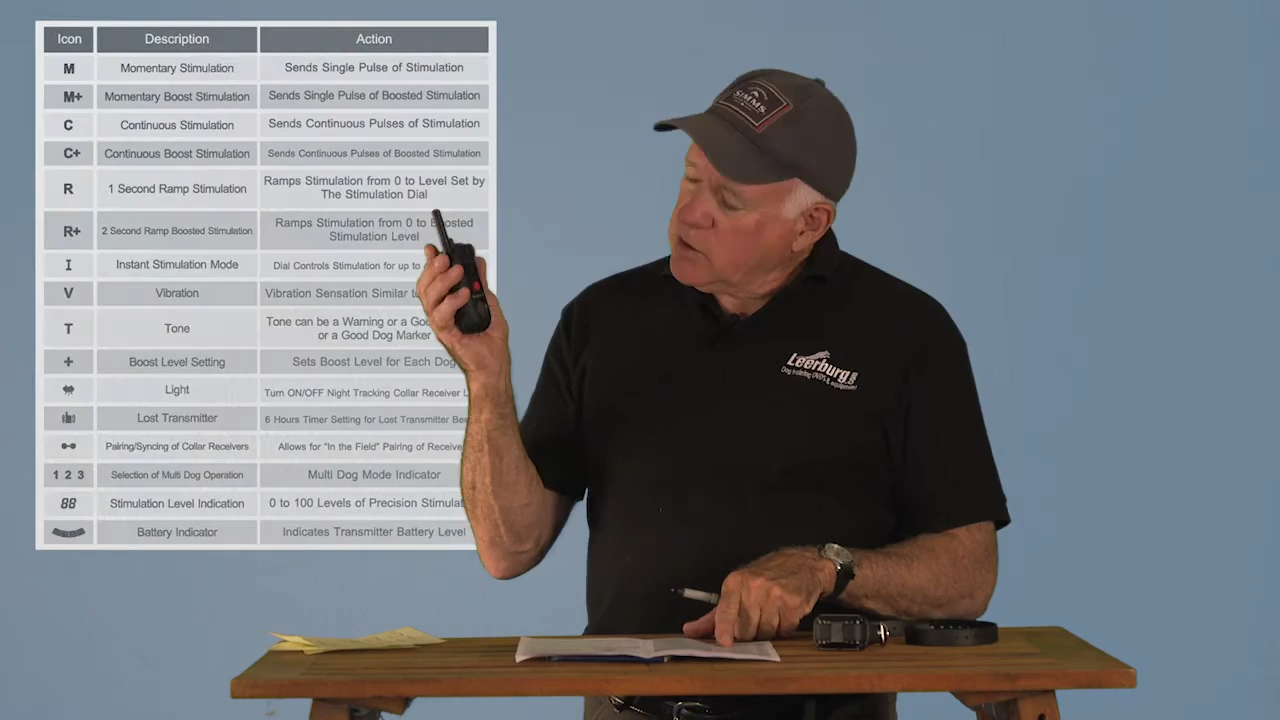 Icon Description Action
M Momentary Stimulation Sends Single Pulse of Stimulation
M+ Momentary Boost Stimulation Sends Single Pulse of Boosted Stimulation
C Continuous Stimulation Sends Continuous Pulses of Stimulation
C+ Continuous Boost Stimulation Sends Continuous Pulses of Boosted Stimulation
R 1 Second Ramp Stimulation Ramps Stimulation from 0 to Level Set by
The Stimulation Dial
R+ 2 Second Ramp Boosted Stimulation Ramps Stimulation from 0 to Boosted
Stimulation Level
I Instant Stimulation Mode Dial Controls Stimulation for up to
V Vibration Vibration Sensation Similar to
T Tone Tone can be a Warning or a
or a Good Dog Marker
+ Boost Level Setting Sets Boost Level for Each Dog
Light Turn ON/OFF Night Tracking Collar Receiver
Lost Transmitter 6 Hours Timer Setting for Lost Transmitter
Pairing/Syncing of Collar Receivers Allows for "In the Field" Pairing of
1 2 3 Selection of Multi Dog Operation Multi Dog Mode Indicator
88 Stimulation Level Indication 0 to 100 Levels of Precision
Battery Indicator Indicates Transmitter Battery Level
SIMMS
Leerburg
Dog training DVDs & equipment